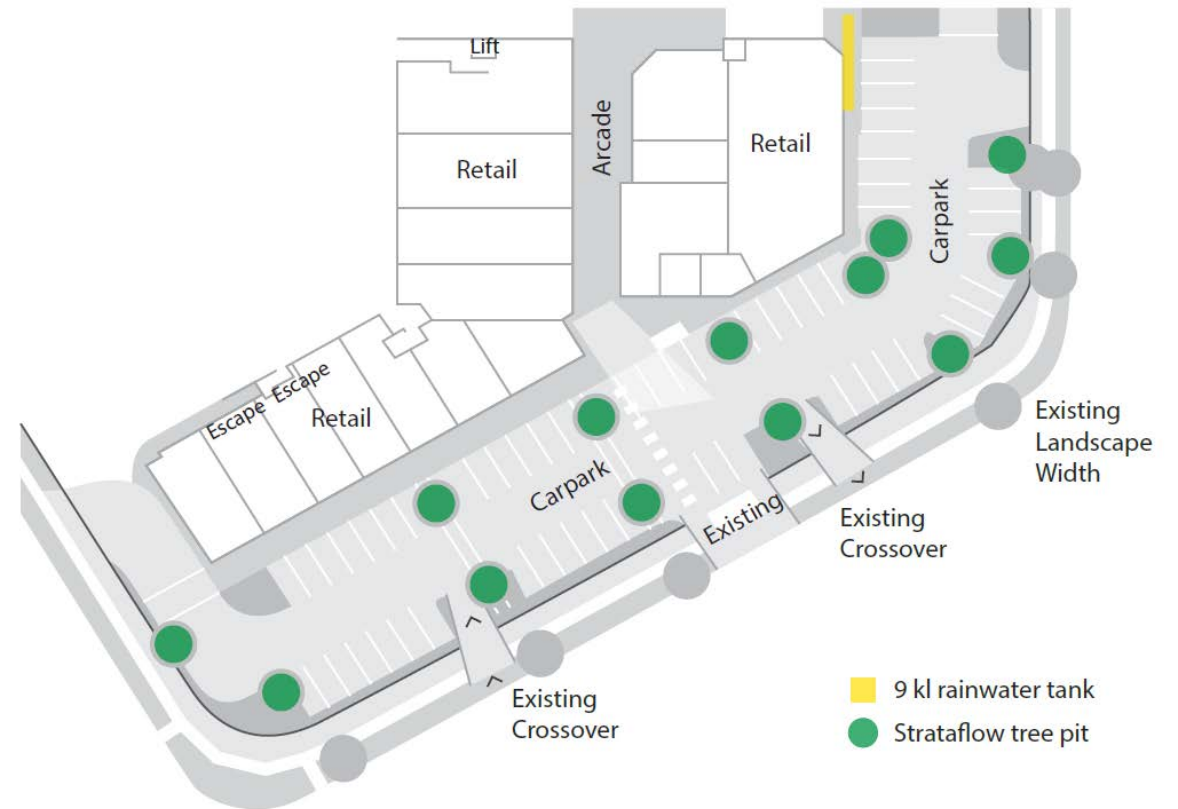 Lift
Arcade
Retail
Retail
Carpark
Escape
Escape
Retail
Carpark
Existing
Existing
Landscape
Width
Existing
Crossover
Existing
Crossover
9 kl rainwater tank
Strataflow tree pit